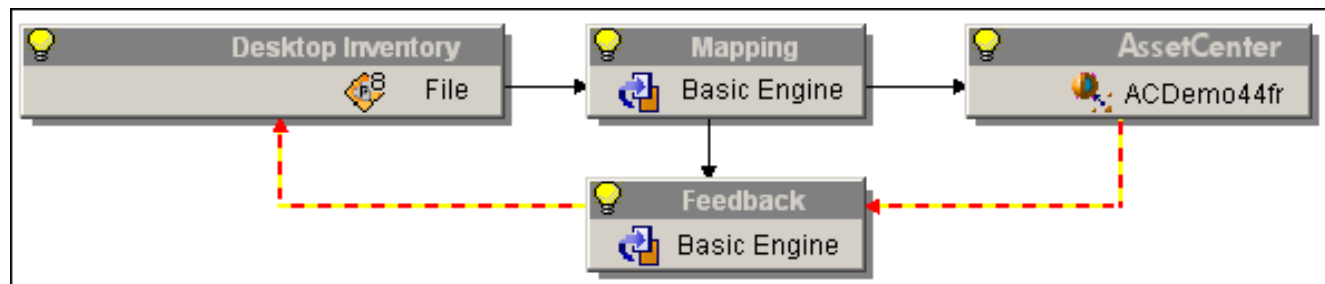 Desktop Inventory
File
Mapping
Basic Engine
AssetCenter
ACDemo44fr
Feedback
Basic Engine